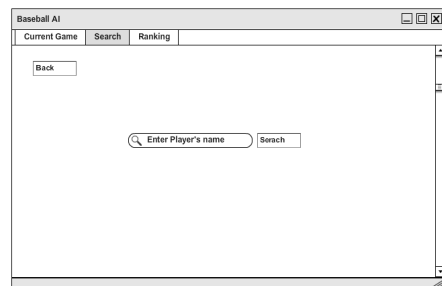 Baseball AI
Current Game Search Ranking
Back
Enter Player's name Serach